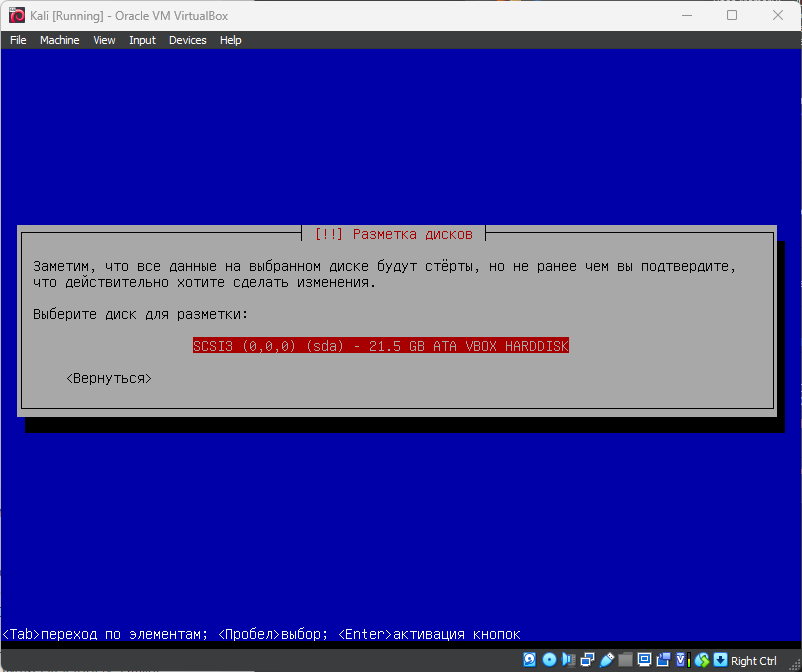 Kali [Running] - Oracle VM VirtualBox
File Machine View Input Devices Help
[!!] Разметка дисков
Заметим, что все данные на выбранном диске будут стёрты, но не ранее чем вы подтвердите,
что действительно хотите сделать изменения.
Выберите диск для разметки:
SCSI3 (0,0,0) (sda) - 21.5 GB ATA VBOX HARDDISK
<Вернуться>
<Tab>переход по элементам; <Пробел>выбор; <Enter>активация кнопок
Right Ctrl